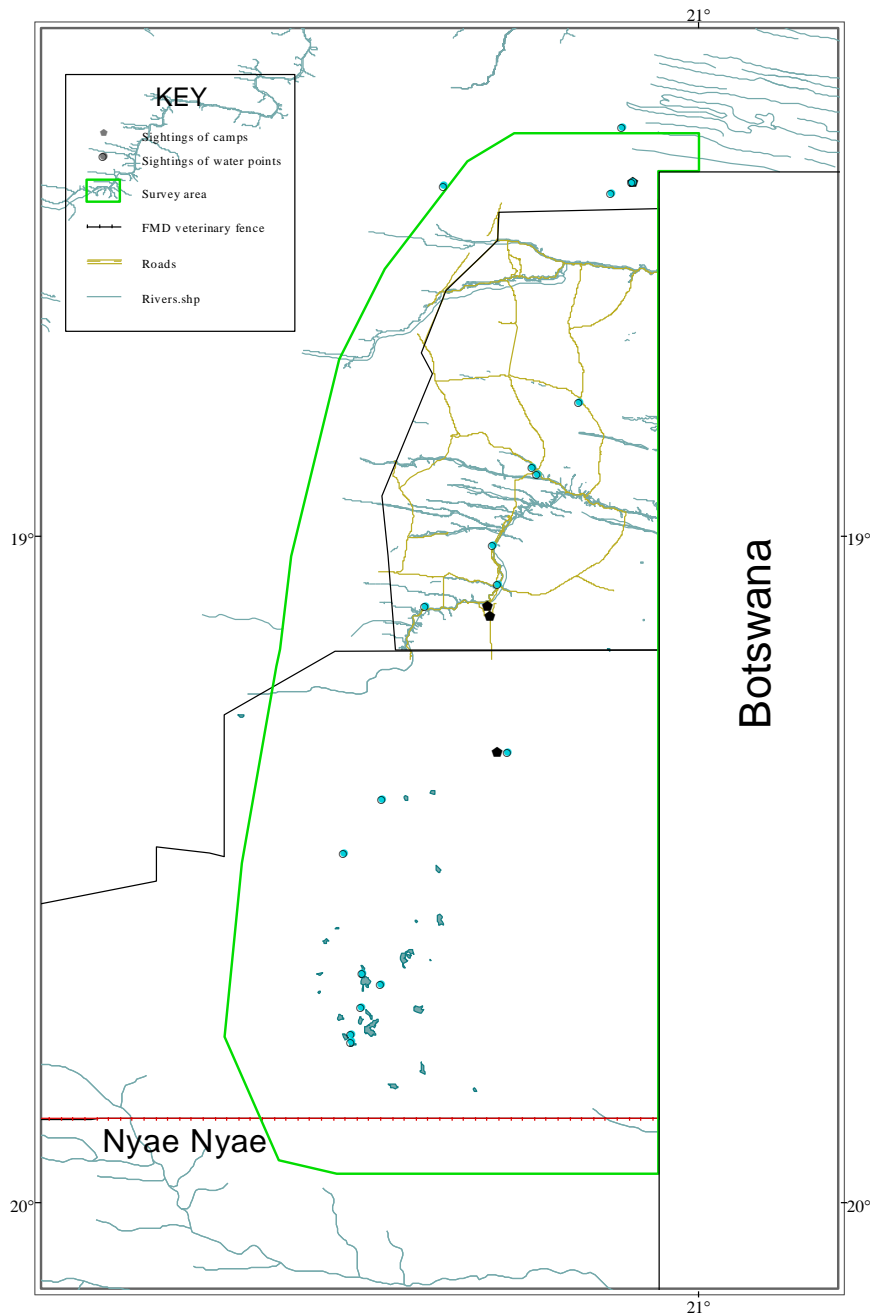 21°
KEY
Sightings of camps
Sightings of water points
Survey area
FMD veterinary fence
Roads
Rivers.shp
19°
19°
Botswana
Nyae Nyae
20°
20°
21°